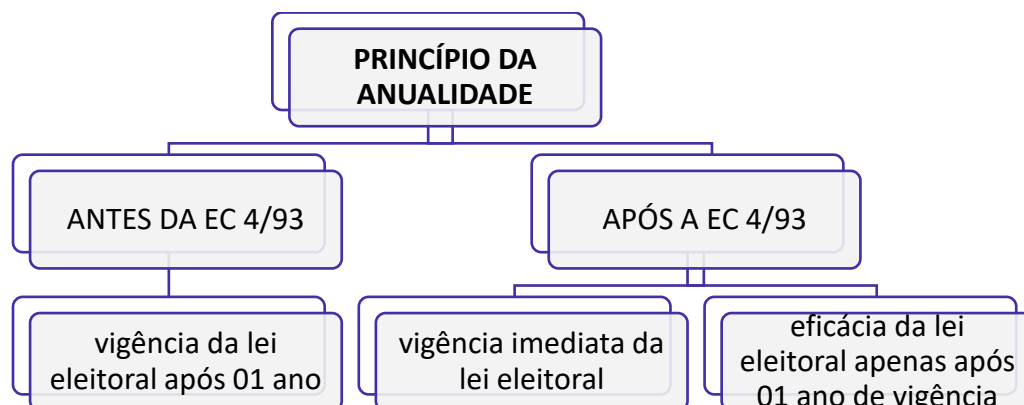 PRINCÍPIO DA
ANUALIDADE
ANTES DA EC 4/93
APÓS A EC 4/93
vigência da lei
eleitoral após 01 ano
vigência imediata da
lei eleitoral
eficácia da lei
eleitoral apenas após
01 ano de vigência